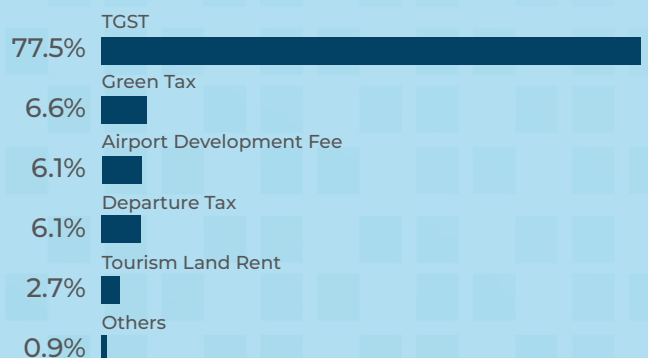 TGST
77.5%
Green Tax
6.6%
Airport Development Fee
6.1%
Departure Tax
6.1%
Tourism Land Rent
2.7%
Others
0.9%